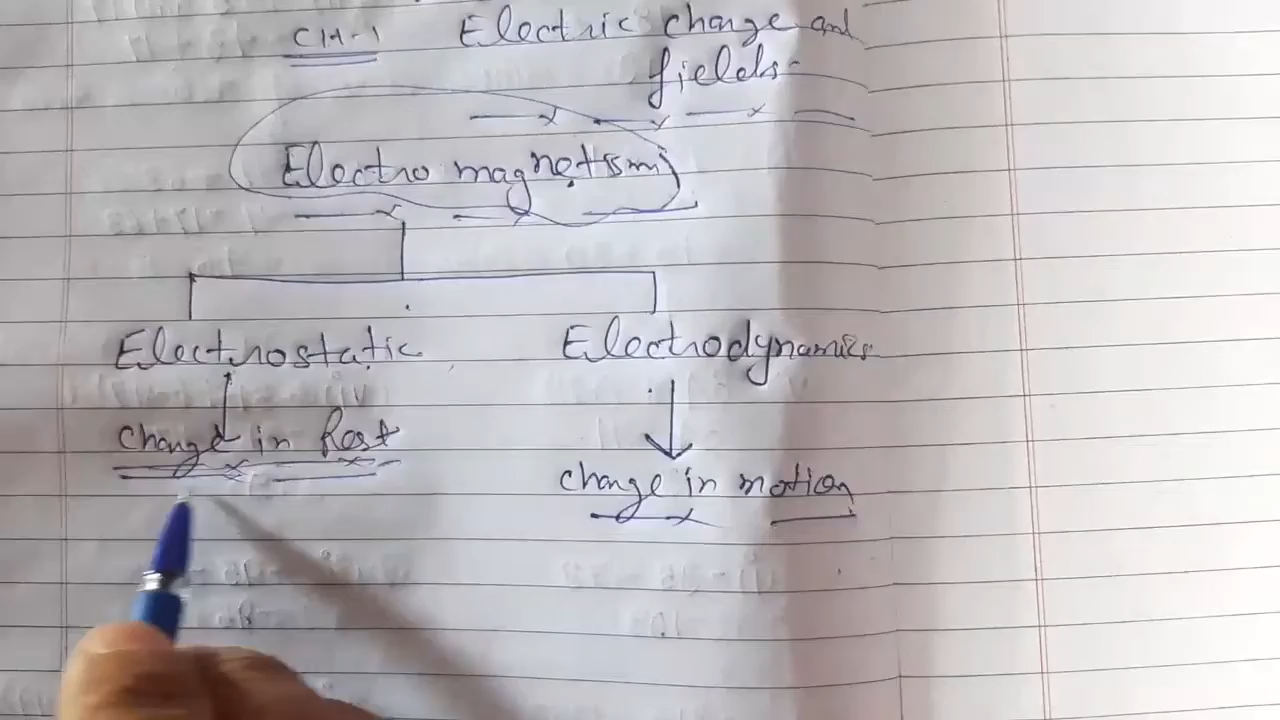 CH-1 Electric charge and
fields
Electro magnetism
Electrostatic Electrodynamics
Charge in Rest
charge in motion